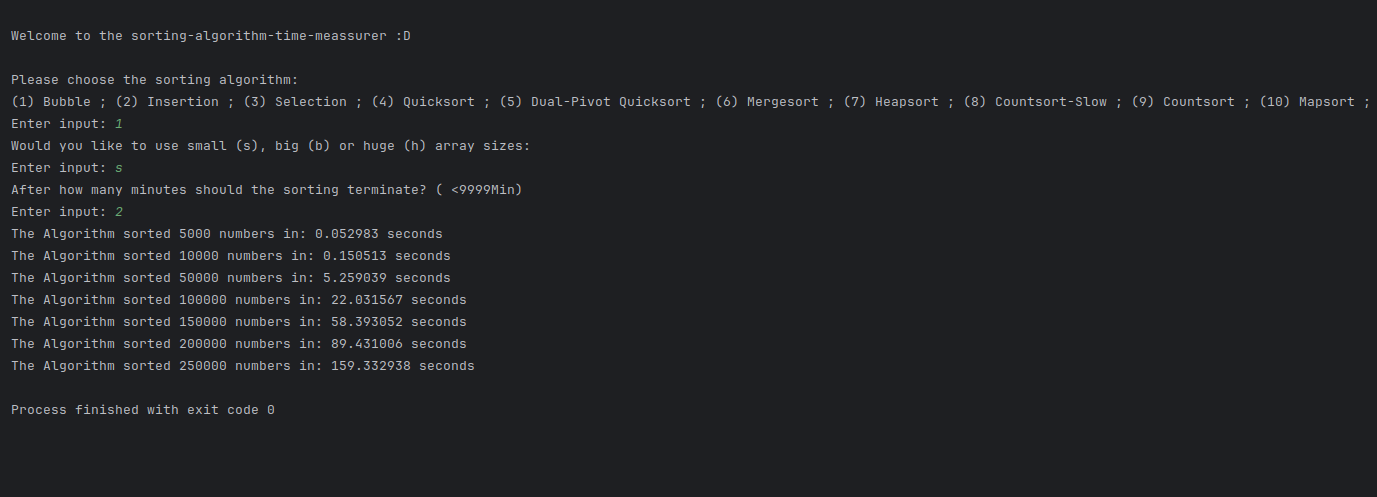 Welcome to the sorting-algorithm-time-meassurer :D
Please choose the sorting algorithm:
(1) Bubble ; (2) Insertion ; (3) Selection ; (4) Quicksort ; (5) Dual-Pivot Quicksort ; (6) Mergesort ; (7) Heapsort ; (8) Countsort-Slow ; (9) Countsort ; (10) Mapsort ;
Enter input: 1
Would you like to use small (s), big (b) or huge (h) array sizes:
Enter input: s
After how many minutes should the sorting terminate? ( <9999Min)
Enter input: 2
The Algorithm sorted 5000 numbers in: 0.052983 seconds
The Algorithm sorted 10000 numbers in: 0.150513 seconds
The Algorithm sorted 50000 numbers in: 5.259039 seconds
The Algorithm sorted 100000 numbers in: 22.031567 seconds
The Algorithm sorted 150000 numbers in: 58.393052 seconds
The Algorithm sorted 200000 numbers in: 89.431006 seconds
The Algorithm sorted 250000 numbers in: 159.332938 seconds
Process finished with exit code 0